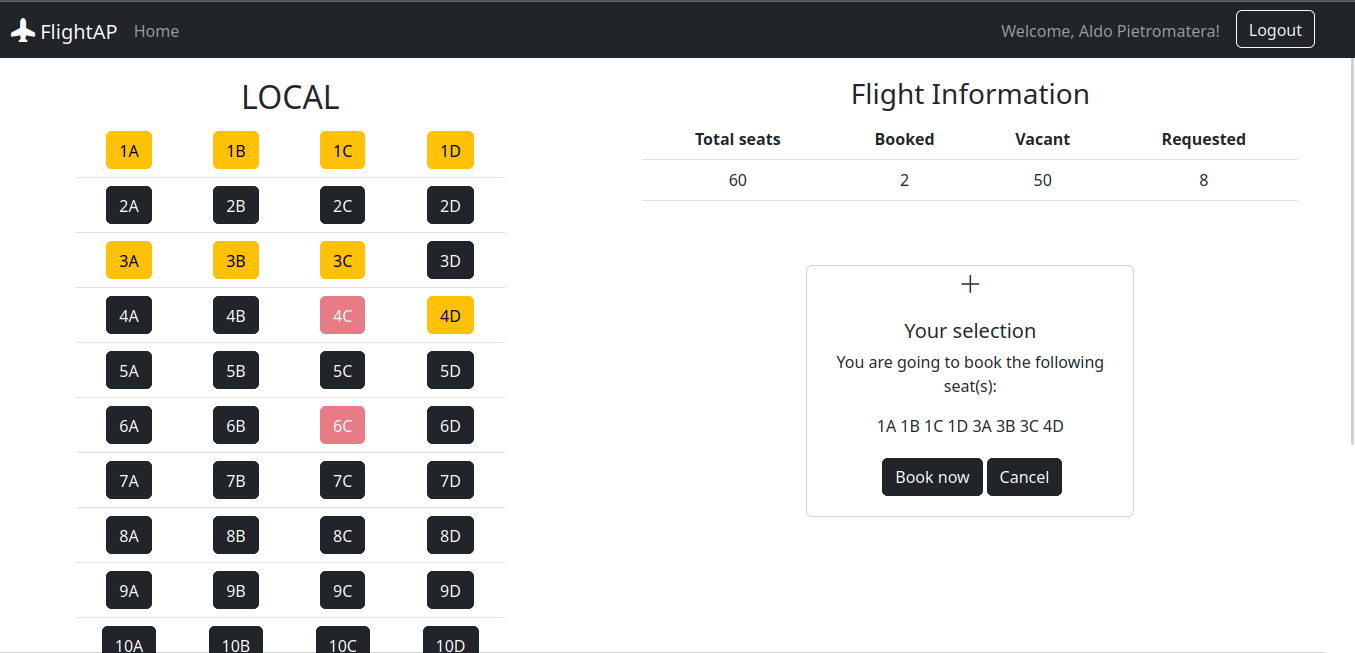 FlightAP Home Welcome, Aldo Pietromatera! Logout
LOCAL
1A 1B 1C 1D
2A 2B 2C 2D
3A 3B 3C 3D
4A 4B 4C 4D
5A 5B 5C 5D
6A 6B 6C 6D
7A 7B 7C 7D
8A 8B 8C 8D
9A 9B 9C 9D
10A 10B 10C 10D
Flight Information
Total seats Booked Vacant Requested
60 2 50 8
Your selection
You are going to book the following
seat(s):
1A 1B 1C 1D 3A 3B 3C 4D
Book now Cancel